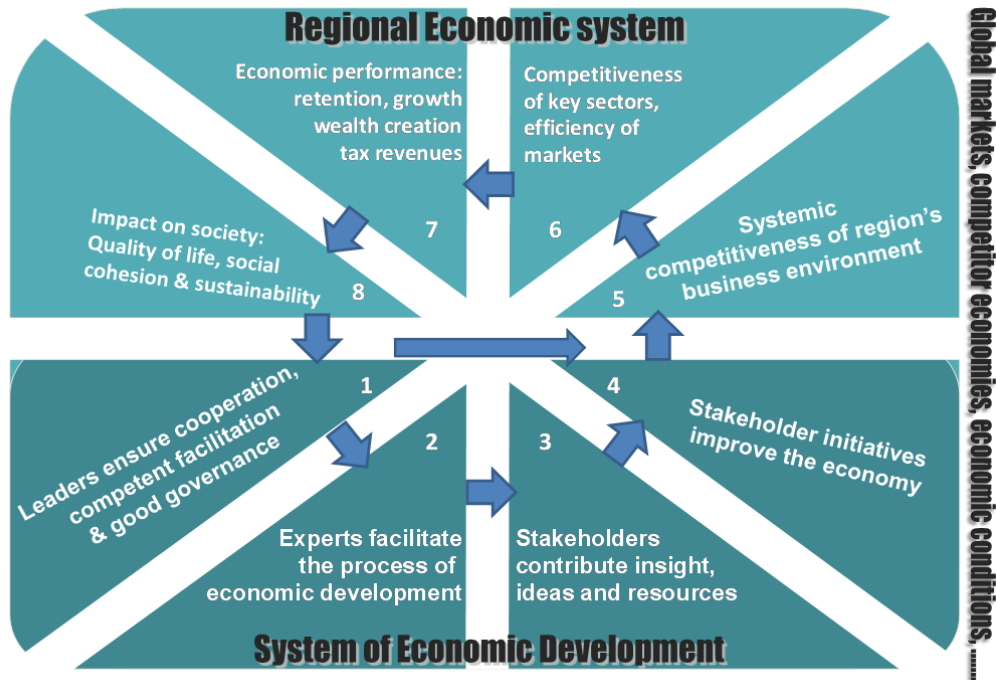 Regional Economic system
Economic performance:
retention, growth
wealth creation
tax revenues
7
Competitiveness
of key sectors,
efficiency of
markets
6
Impact on society:
Quality of life, social
cohesion & sustainability
8
Systemic
competitiveness of region's
business environment
5
1
Leaders ensure cooperation,
competent facilitation
& good governance
2
Experts facilitate
the process of
economic development
3
Stakeholders
contribute insight,
ideas and resources
4
Stakeholder initiatives
improve the economy
System of Economic Development
Global markets, competitor economies, economic conditions, ......